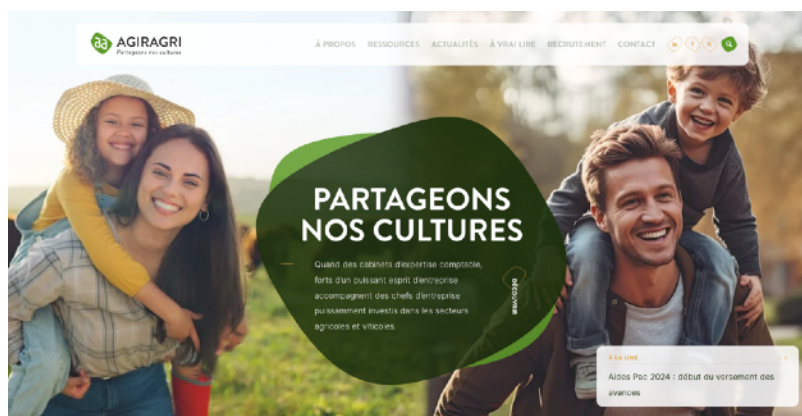 AGIRAGRI
Partageons nos cultures
À PROPOS RESSOURCES ACTUALITÉS À VRAI LIRE RECRUTEMENT CONTACT
PARTAGEONS
NOS CULTURES
Quand des cabinets d'expertise comptable,
forts d'un puissant esprit d'entreprise
accompagnent des chefs d'entreprise
puissamment investis dans les secteurs
agricoles et viticoles.
DÉCOUVRIR
À LA UNE
Aides Pac 2024 : début du versement des
avances